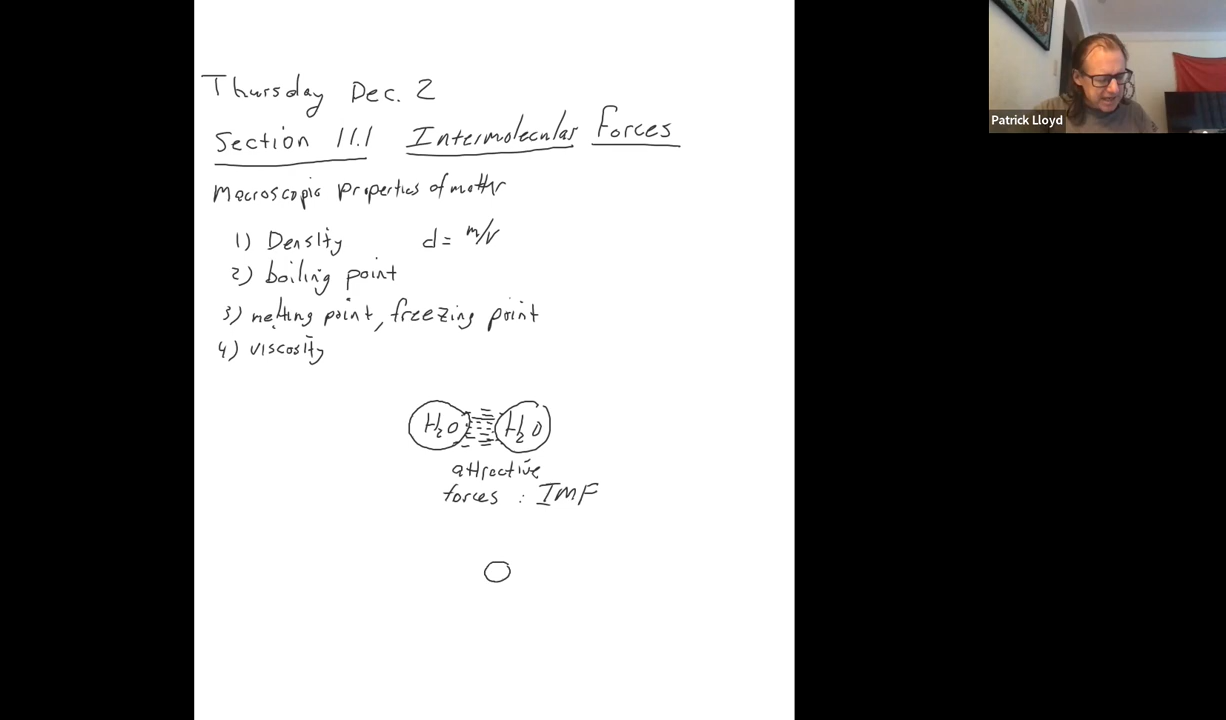 Thursday Dec. 2
Section 11.1 Intermolecular Forces
Macroscopic properties of matter
1) Density d = m/v
2) boiling point
3) melting point, freezing point
4) viscosity
H₂O H₂O
attractive
forces : IMF
Patrick Lloyd